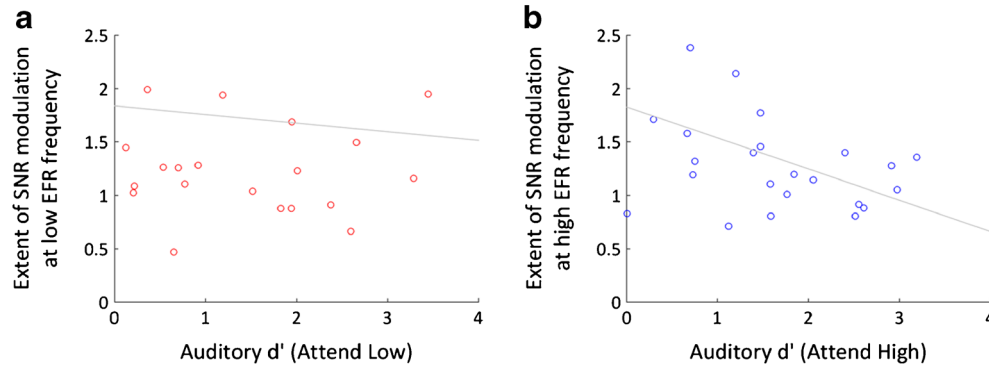 a
Extent of SNR modulation
at low EFR frequency
2.5
2
1.5
1
0.5
0
0 1 2 3 4
Auditory d' (Attend Low)
b
Extent of SNR modulation
at high EFR frequency
2.5
2
1.5
1
0.5
0
0 1 2 3 4
Auditory d' (Attend High)